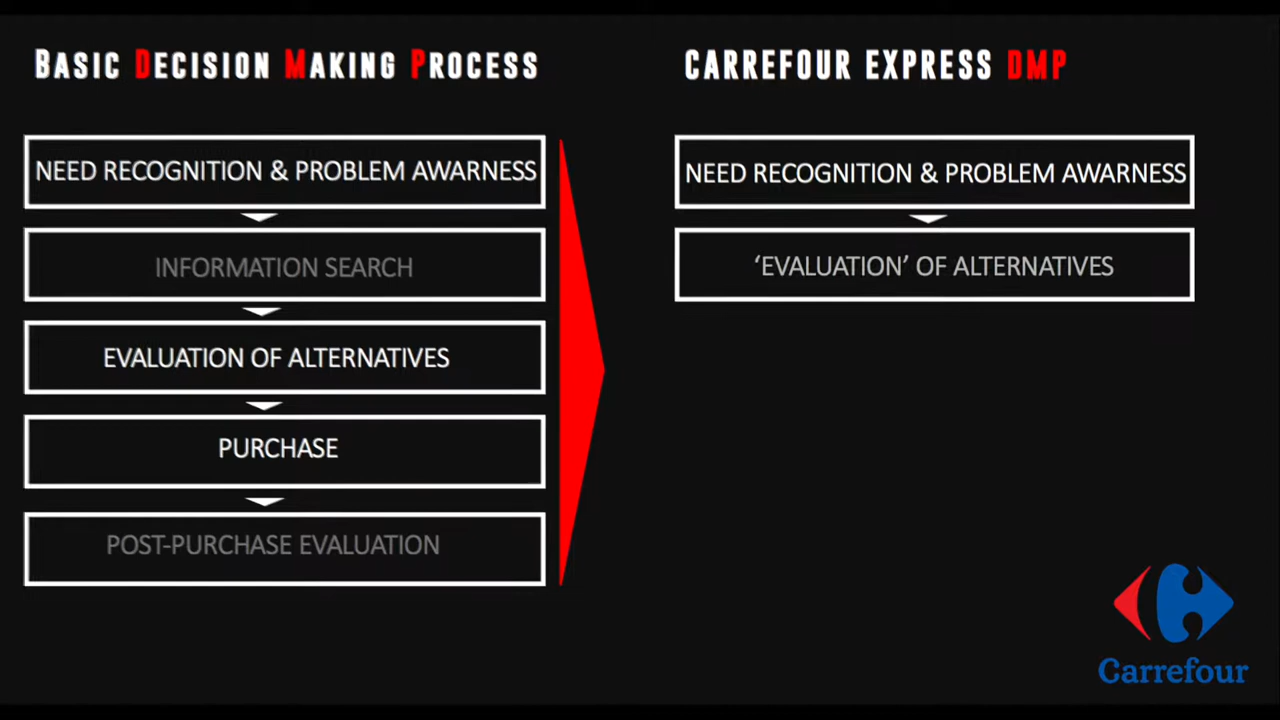 BASIC DECISION MAKING PROCESS
NEED RECOGNITION & PROBLEM AWARNESS
INFORMATION SEARCH
EVALUATION OF ALTERNATIVES
PURCHASE
POST-PURCHASE EVALUATION
CARREFOUR EXPRESS DMP
NEED RECOGNITION & PROBLEM AWARNESS
‘EVALUATION’ OF ALTERNATIVES
Carrefour